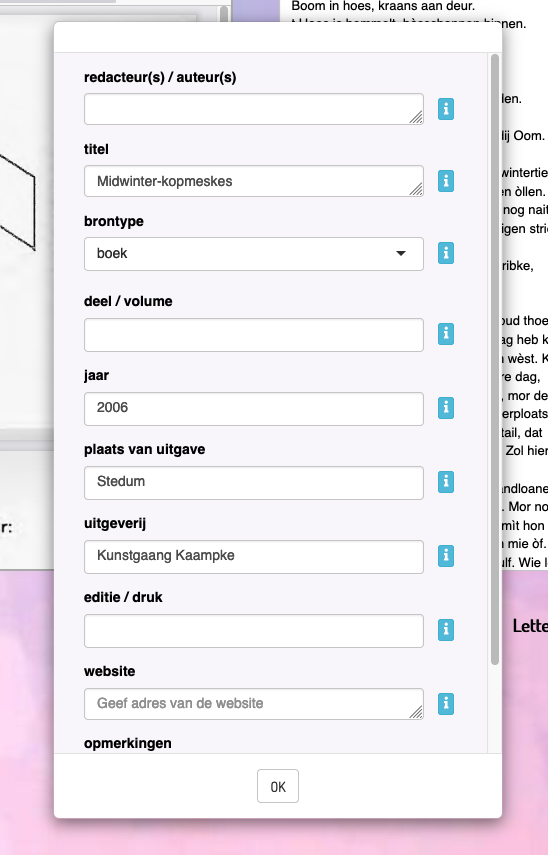 Boom in hoes, kraans aan deur.
redacteur(s) / auteur(s)
titel
Midwinter-kopmeskes
brontype
boek
deel / volume
jaar
2006
plaats van uitgave
Stedum
uitgeverij
Kunstgaang Kaampke
editie / druk
website
Geef adres van de website
opmerkingen
OK
len.
lij Oom.
wintertie
n òllen.
nog nait
igen stri
ribke,
oud thoe
ag heb k
wèst. K
re dag,
, mor de
erploats
tail, dat
Zol hier
andloane
. Mor no
mìt hon
mie òf.
ulf. Wie l
r:
Lette